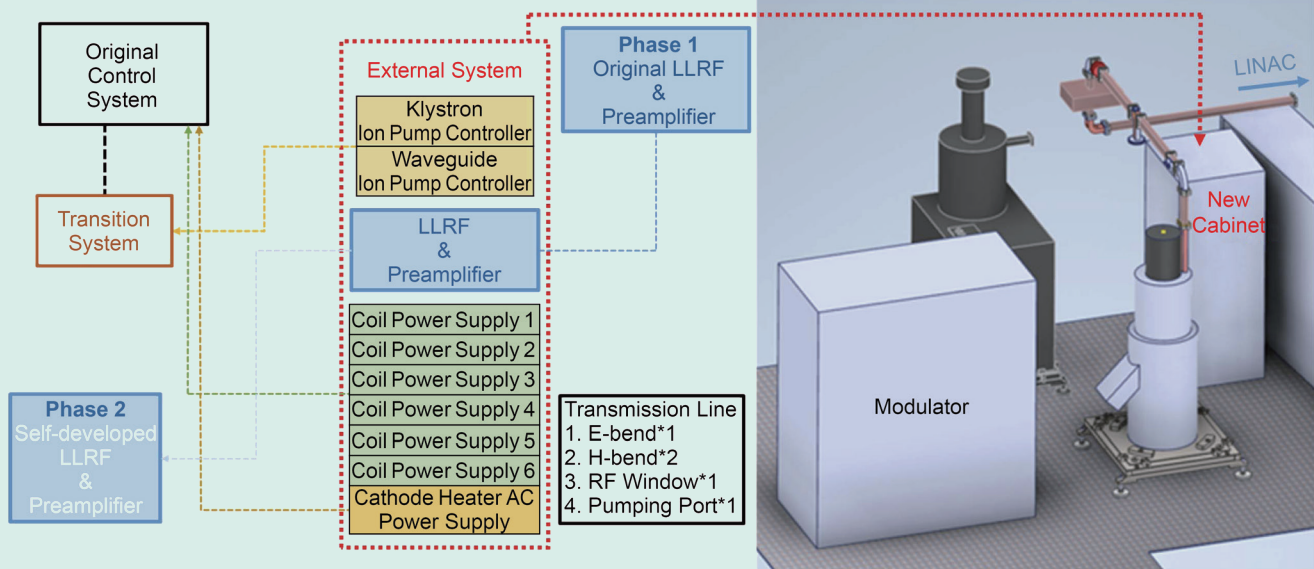 Original
Control
System
Transition
System
Phase 2
Self-developed
LLRF
&
Preamplifier
External System
Klystron
Ion Pump Controller
Waveguide
Ion Pump Controller
LLRF
&
Preamplifier
Coil Power Supply 1
Coil Power Supply 2
Coil Power Supply 3
Coil Power Supply 4
Coil Power Supply 5
Coil Power Supply 6
Cathode Heater AC
Power Supply
Phase 1
Original LLRF
&
Preamplifier
Transmission Line
1. E-bend*1
2. H-bend*2
3. RF Window*1
4. Pumping Port*1
LINAC
New
Cabinet
Modulator